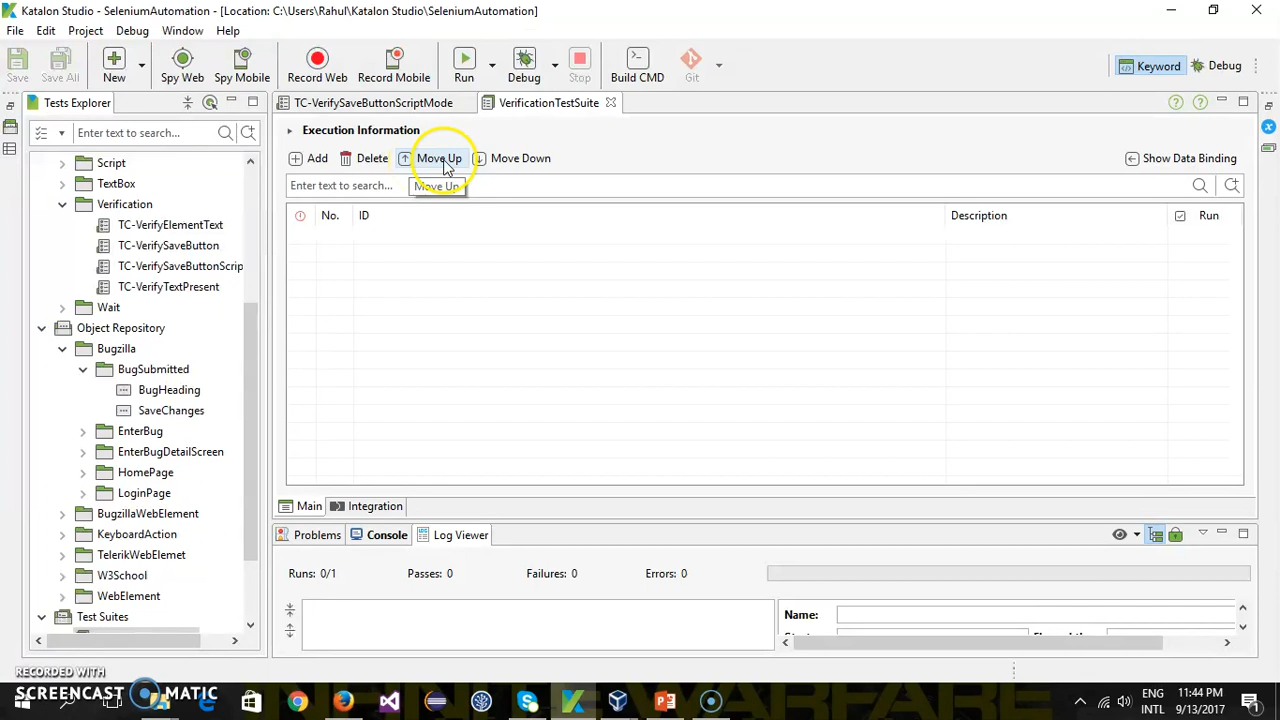 Katalon Studio - SeleniumAutomation - [Location: C:\Users\Rahul\Katalon Studio\SeleniumAutomation]
File Edit Project Debug Window Help
Save Save All New Spy Web Spy Mobile Record Web Record Mobile Run Debug Stop Build CMD Git Keyword Debug
Tests Explorer TC-VerifySaveButtonScriptMode VerificationTestSuite
Enter text to search...
Execution Information
Add Delete Move Up Move Down Show Data Binding
Enter text to search... Move Up
No. ID Description Run
Script
TextBox
Verification
TC-VerifyElementText
TC-VerifySaveButton
TC-VerifySaveButtonScrip
TC-VerifyTextPresent
Wait
Object Repository
Bugzilla
BugSubmitted
BugHeading
SaveChanges
EnterBug
EnterBugDetailScreen
HomePage
LoginPage
BugzillaWebElement
KeyboardAction
TelerikWebElemet
W3School
WebElement
Test Suites
Main Integration
Problems Console Log Viewer
Runs: 0/1 Passes: 0 Failures: 0 Errors: 0
Name:
RECORDED WITH
SCREENCAST MATIC
ENG 11:44 PM
INTL 9/13/2017